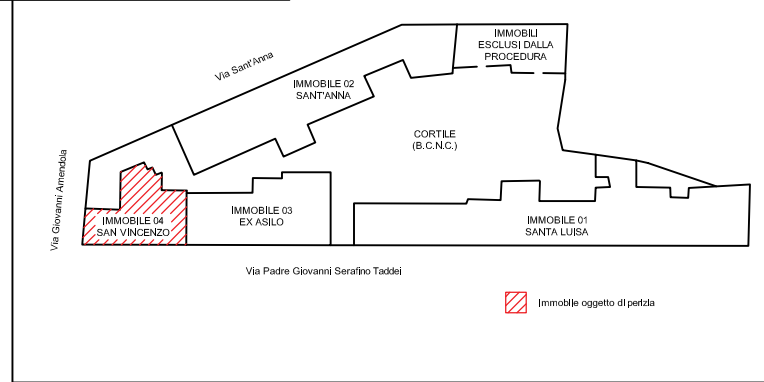 IMMOBILI
ESCLUSI DALLA
PROCEDURA
Via Sant'Anna
IMMOBILE 02
SANT'ANNA
CORTILE
(B.C.N.C.)
Via Giovanni Amendola
IMMOBILE 04
SAN VINCENZO
IMMOBILE 03
EX ASILO
IMMOBILE 01
SANTA LUISA
Via Padre Giovanni Serafino Taddei
Immobile oggetto di perizia